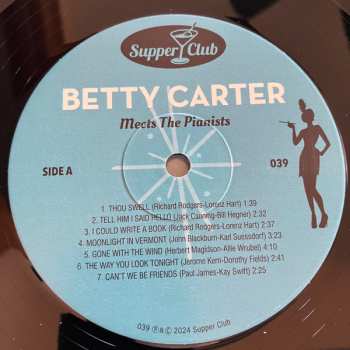 Supper Club
BETTY CARTER
Meets The Pianists
SIDE A
039
1. THOU SWELL (Richard Rodgers-Lorenz Hart) 1:32
2. TELL HIM I SAID HELLO (Jack Canning-Bill Hegner) 2:32
3. I COULD WRITE A BOOK (Richard Rodgers-Lorenz Hart) 2:17
4. MOONLIGHT IN VERMONT (John Blackburn-Karl Suessdorf) 3:23
5. GONE WITH THE WIND (Herbert Magidson-Allie Wrubel) 4:10
6. THE WAY YOU LOOK TONIGHT (Jerome Kern-Dorothy Fields) 2:41
7. CAN'T WE BE FRIENDS (Paul James-Kay Swift) 2:25
039 ℗ & © 2024 Supper Club